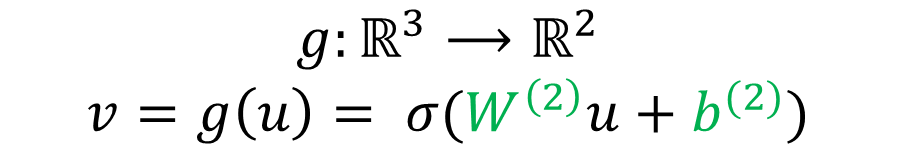 g: ℝ³ ⟶ ℝ²
v = g(u) = σ(W⁽²⁾u + b⁽²⁾)